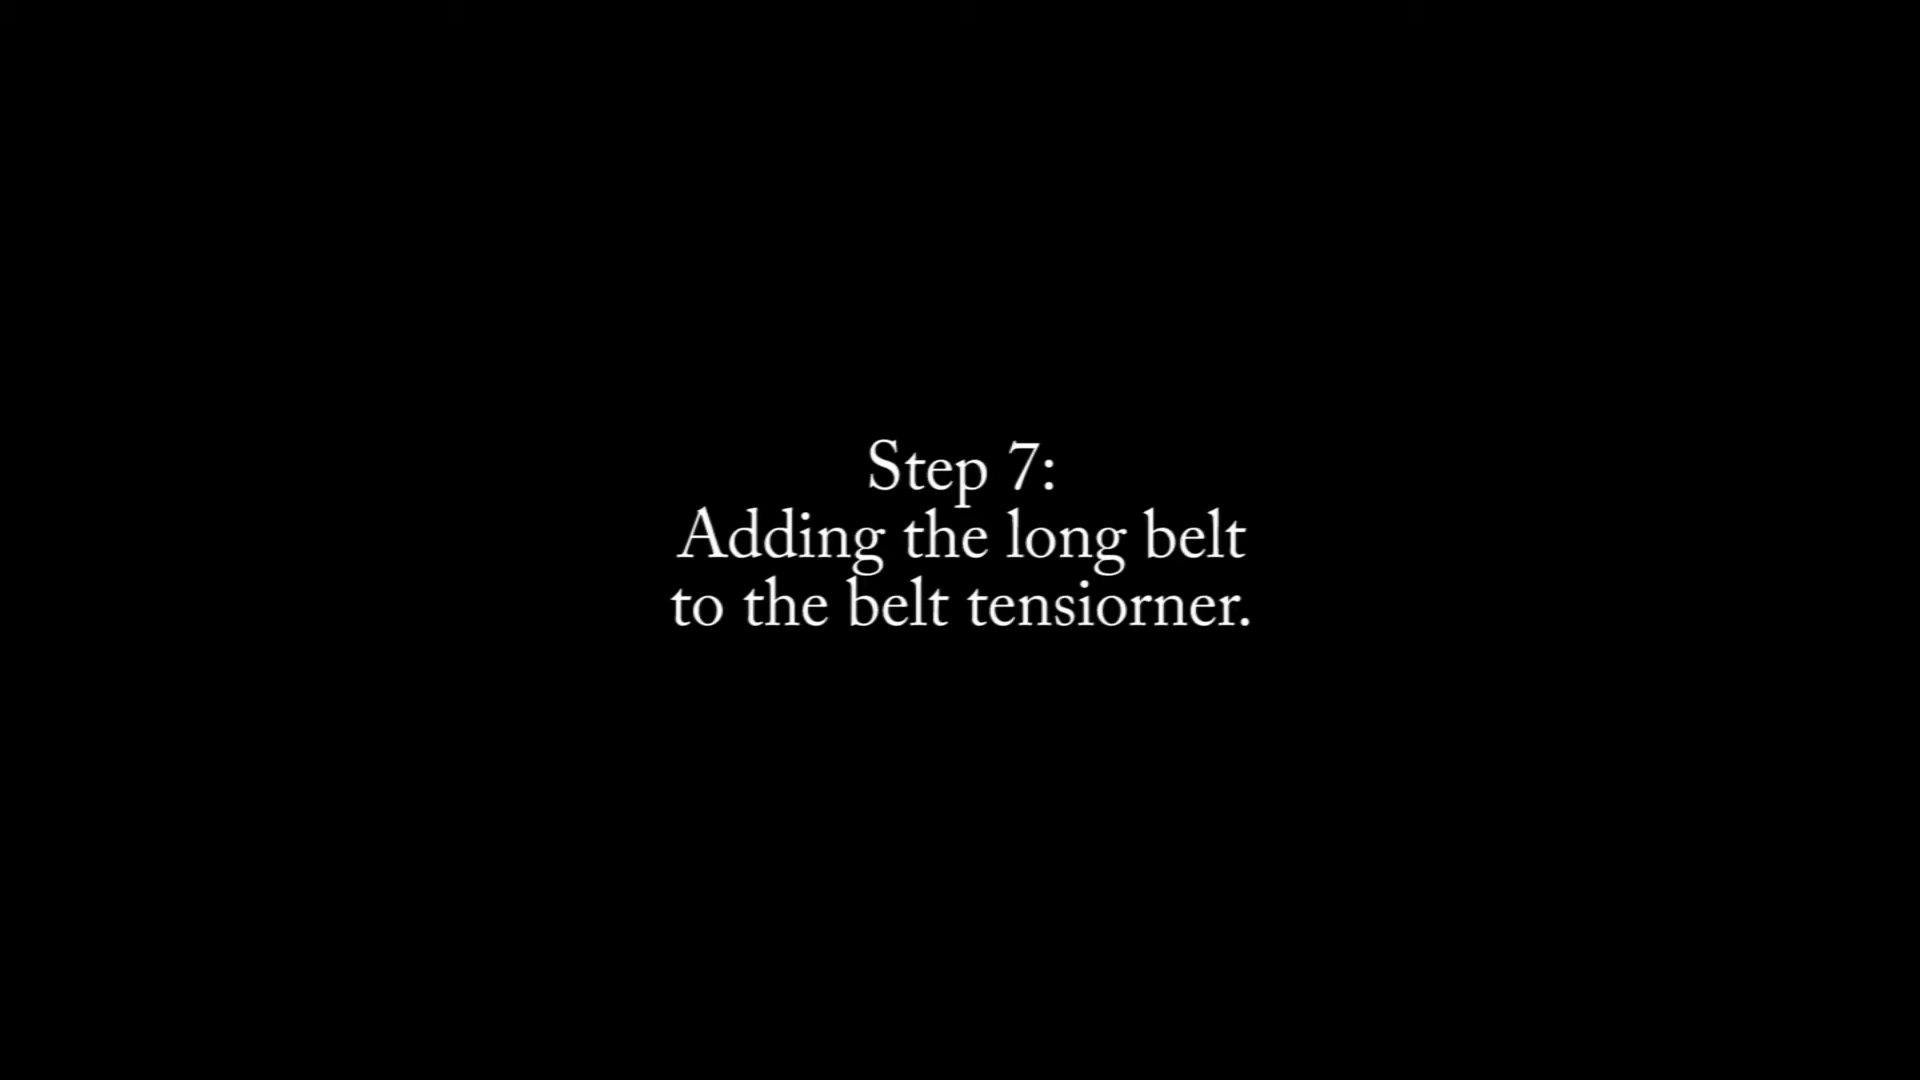 Step 7:
Adding the long belt
to the belt tensiorner.